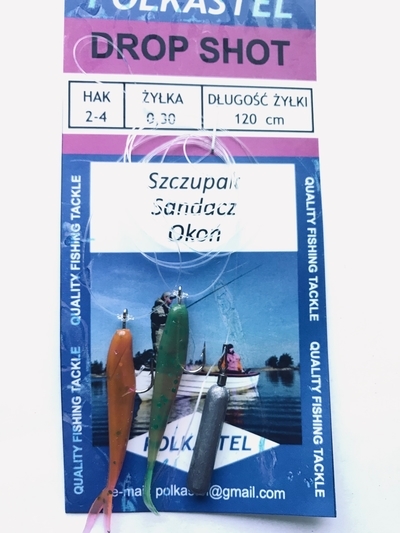 POLKASTEL
DROP SHOT
HAK ŻYŁKA DŁUGOŚĆ ŻYŁKI
2-4 0,30 120 cm
Szczupak
Sandacz
Okoń
QUALITY FISHING TACKLE
QUALITY FISHING TACKLE
QUALITY FISHING TACKLE
QUALITY FISHING TACKLE
POLKASTEL
e-mail polkastel@gmail.com